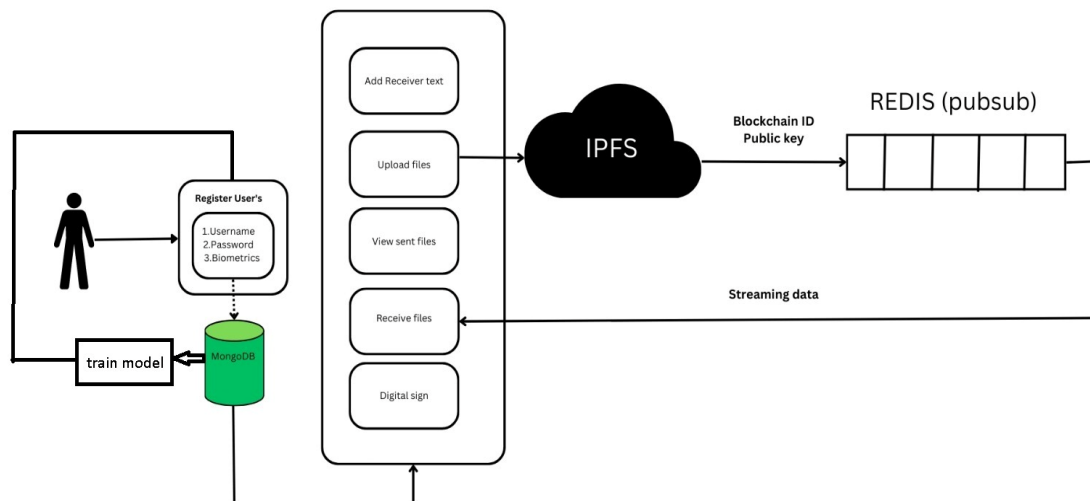 Add Receiver text
Upload files
View sent files
Receive files
Digital sign
IPFS
Blockchain ID
Public key
REDIS (pubsub)
Streaming data
Register User's
1.Username
2.Password
3.Biometrics
MongoDB
train model